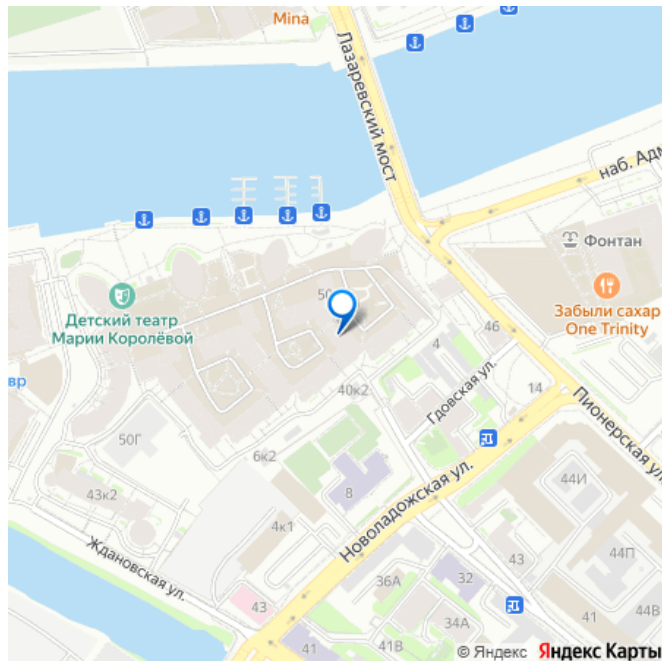 Mina
Лазаревский мост
наб. Адм
Фонтан
Забыли сахар
One Trinity
Детский театр
Марии Королёвой
50
46
4
Гдовская ул.
14
Пионерская ул.
вр
40к2
50Г
6к2
Новоладожская ул.
44И
43к2
8
4к1
Ждановская ул.
43
44П
36А
32
43
34А
41
44В
41
41В
© Яндекс Яндекс Карты